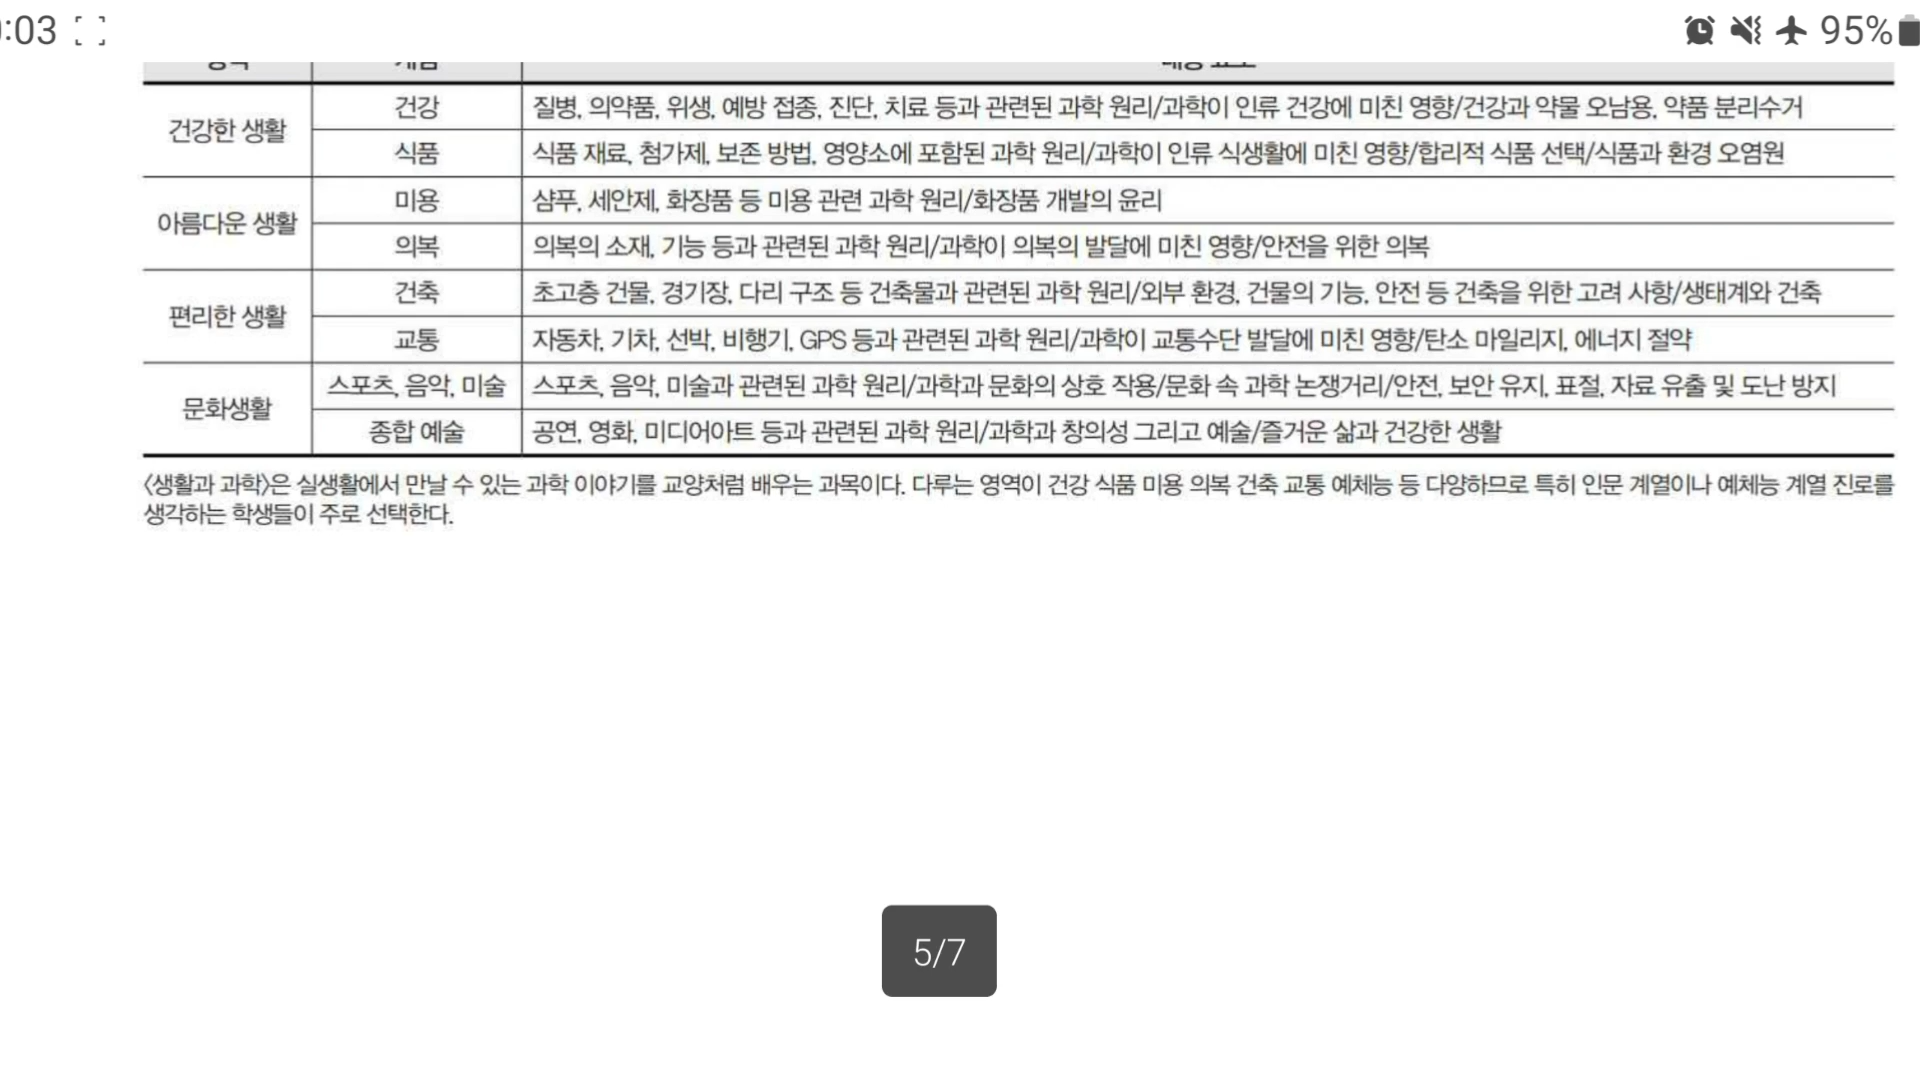 :03 95%
건강한 생활 건강 질병, 의약품, 위생, 예방 접종, 진단, 치료 등과 관련된 과학 원리/과학이 인류 건강에 미친 영향/건강과 약물 오남용, 약품 분리수거
식품 식품 재료, 첨가제, 보존 방법, 영양소에 포함된 과학 원리/과학이 인류 식생활에 미친 영향/합리적 식품 선택/식품과 환경 오염원
아름다운 생활 미용 샴푸, 세안제, 화장품 등 미용 관련 과학 원리/화장품 개발의 윤리
의복 의복의 소재, 기능 등과 관련된 과학 원리/과학이 의복의 발달에 미친 영향/안전을 위한 의복
편리한 생활 건축 초고층 건물, 경기장, 다리 구조 등 건축물과 관련된 과학 원리/외부 환경, 건물의 기능, 안전 등 건축을 위한 고려 사항/생태계와 건축
교통 자동차, 기차, 선박, 비행기, GPS 등과 관련된 과학 원리/과학이 교통수단 발달에 미친 영향/탄소 마일리지, 에너지 절약
문화생활 스포츠, 음악, 미술 스포츠, 음악, 미술과 관련된 과학 원리/과학과 문화의 상호 작용/문화 속 과학 논쟁거리/안전, 보안 유지, 표절, 자료 유출 및 도난 방지
종합 예술 공연, 영화, 미디어아트 등과 관련된 과학 원리/과학과 창의성 그리고 예술/즐거운 삶과 건강한 생활
〈생활과 과학〉은 실생활에서 만날 수 있는 과학 이야기를 교양처럼 배우는 과목이다. 다루는 영역이 건강 식품 미용 의복 건축 교통 예체능 등 다양하므로 특히 인문 계열이나 예체능 계열 진로를
생각하는 학생들이 주로 선택한다.
5/7